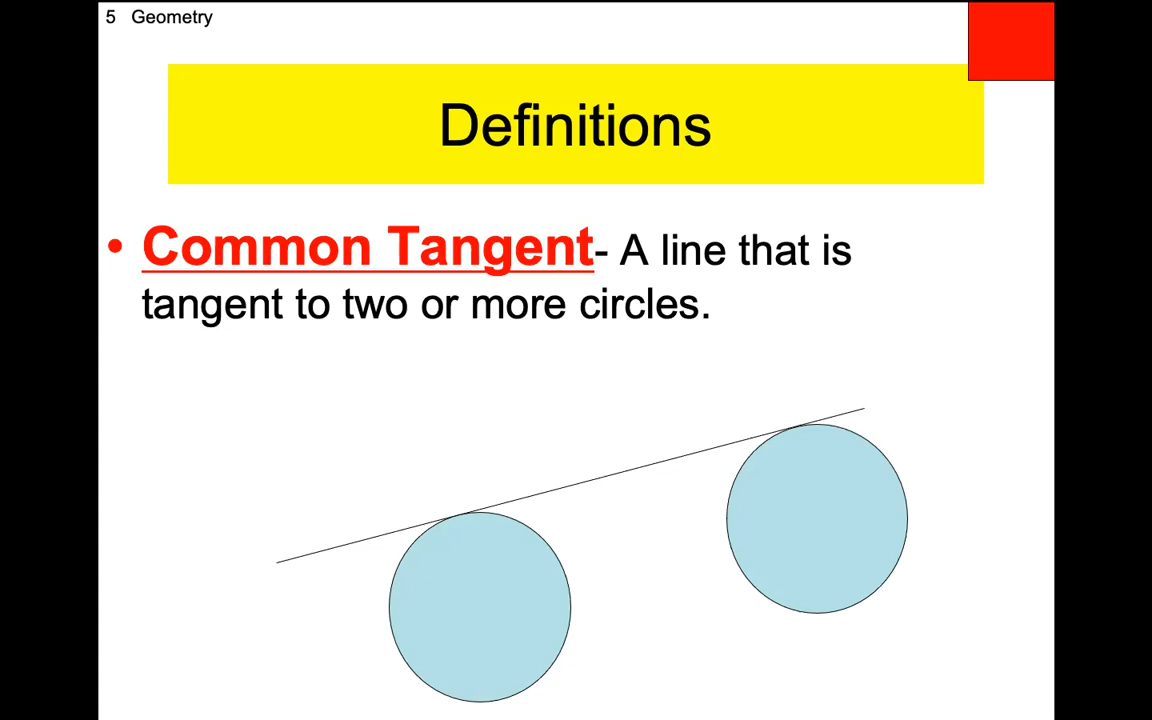 5 Geometry
Definitions
• Common Tangent- A line that is
tangent to two or more circles.